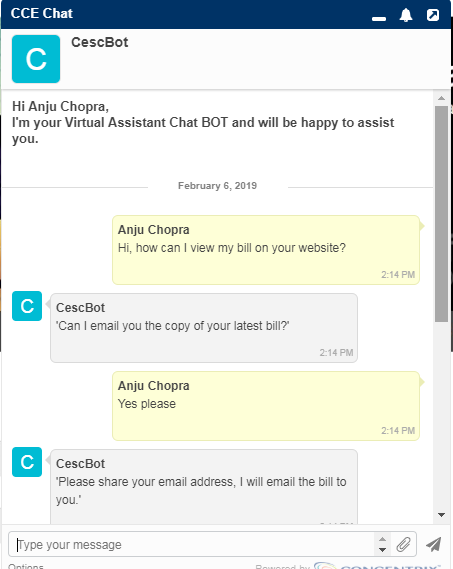 CCE Chat
C
CescBot
Hi Anju Chopra,
I'm your Virtual Assistant Chat BOT and will be happy to assist
you.
February 6, 2019
Anju Chopra
Hi, how can I view my bill on your website?
2:14 PM
C
CescBot
'Can I email you the copy of your latest bill?'
2:14 PM
Anju Chopra
Yes please
2:14 PM
C
CescBot
'Please share your email address, I will email the bill to
you.'
Type your message
Options
Powered by CONCENTRIX